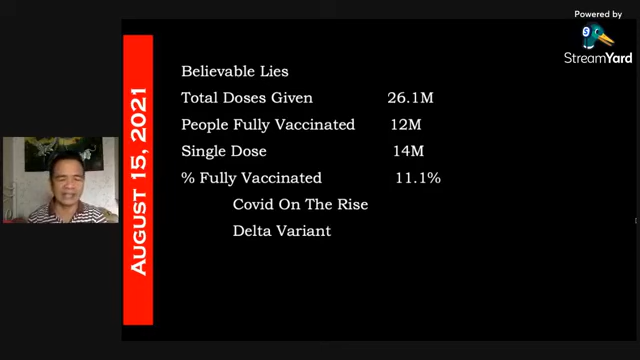 Powered by
StreamYard
AUGUST 15, 2021
Believable Lies
Total Doses Given 26.1M
People Fully Vaccinated 12M
Single Dose 14M
% Fully Vaccinated 11.1%
Covid On The Rise
Delta Variant